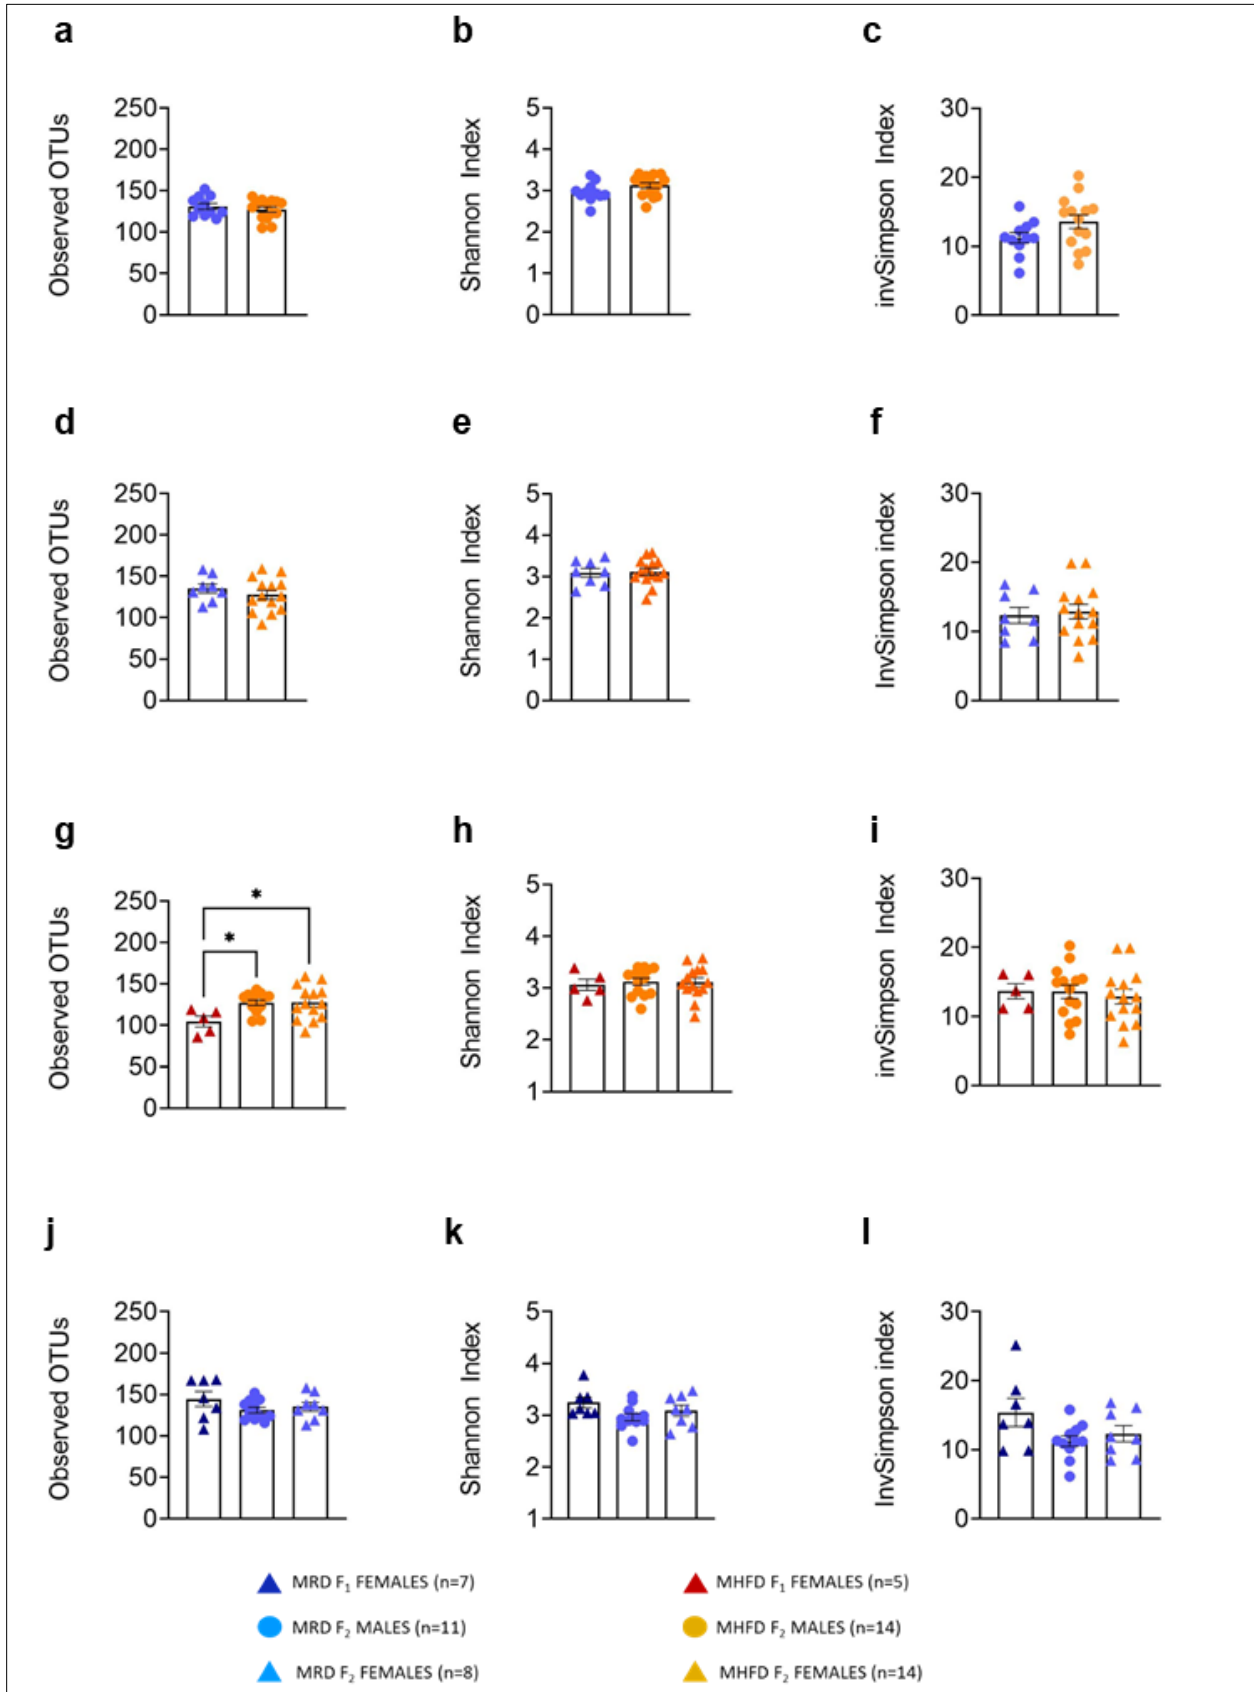 a b c
Observed OTUs
250
200
150
100
50
0
Shannon Index
5
4
3
2
1
0
invSimpson Index
30
20
10
0
d e f
Observed OTUs
250
200
150
100
50
0
Shannon Index
5
4
3
2
1
0
InvSimpson index
30
20
10
0
g h i
Observed OTUs
250
200
150
100
50
0
*
*
Shannon Index
5
4
3
2
1
invSimpson Index
30
20
10
0
j k l
Observed OTUs
250
200
150
100
50
0
Shannon Index
5
4
3
2
1
InvSimpson index
30
20
10
0
MRD F₁ FEMALES (n=7)
MHFD F₁ FEMALES (n=5)
MRD F₂ MALES (n=11)
MHFD F₂ MALES (n=14)
MRD F₂ FEMALES (n=8)
MHFD F₂ FEMALES (n=14)